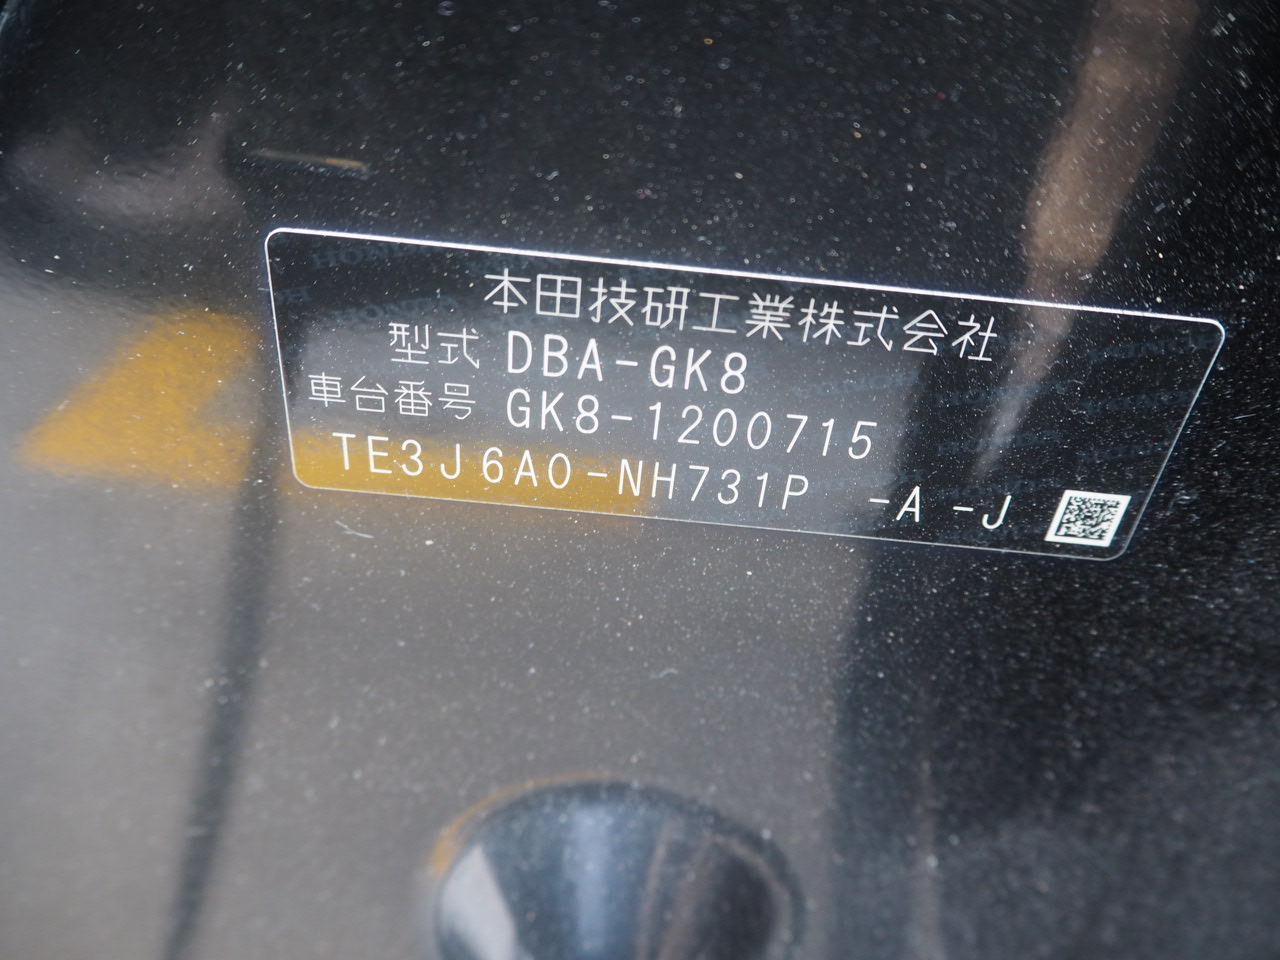 本田技研工業株式会社
型式 DBA-GK8
車台番号 GK8-1200715
TE3J6A0-NH731P -A -J